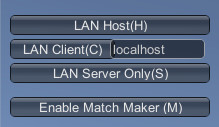 LAN Host(H)
LAN Client(C) localhost
LAN Server Only(S)
Enable Match Maker (M)